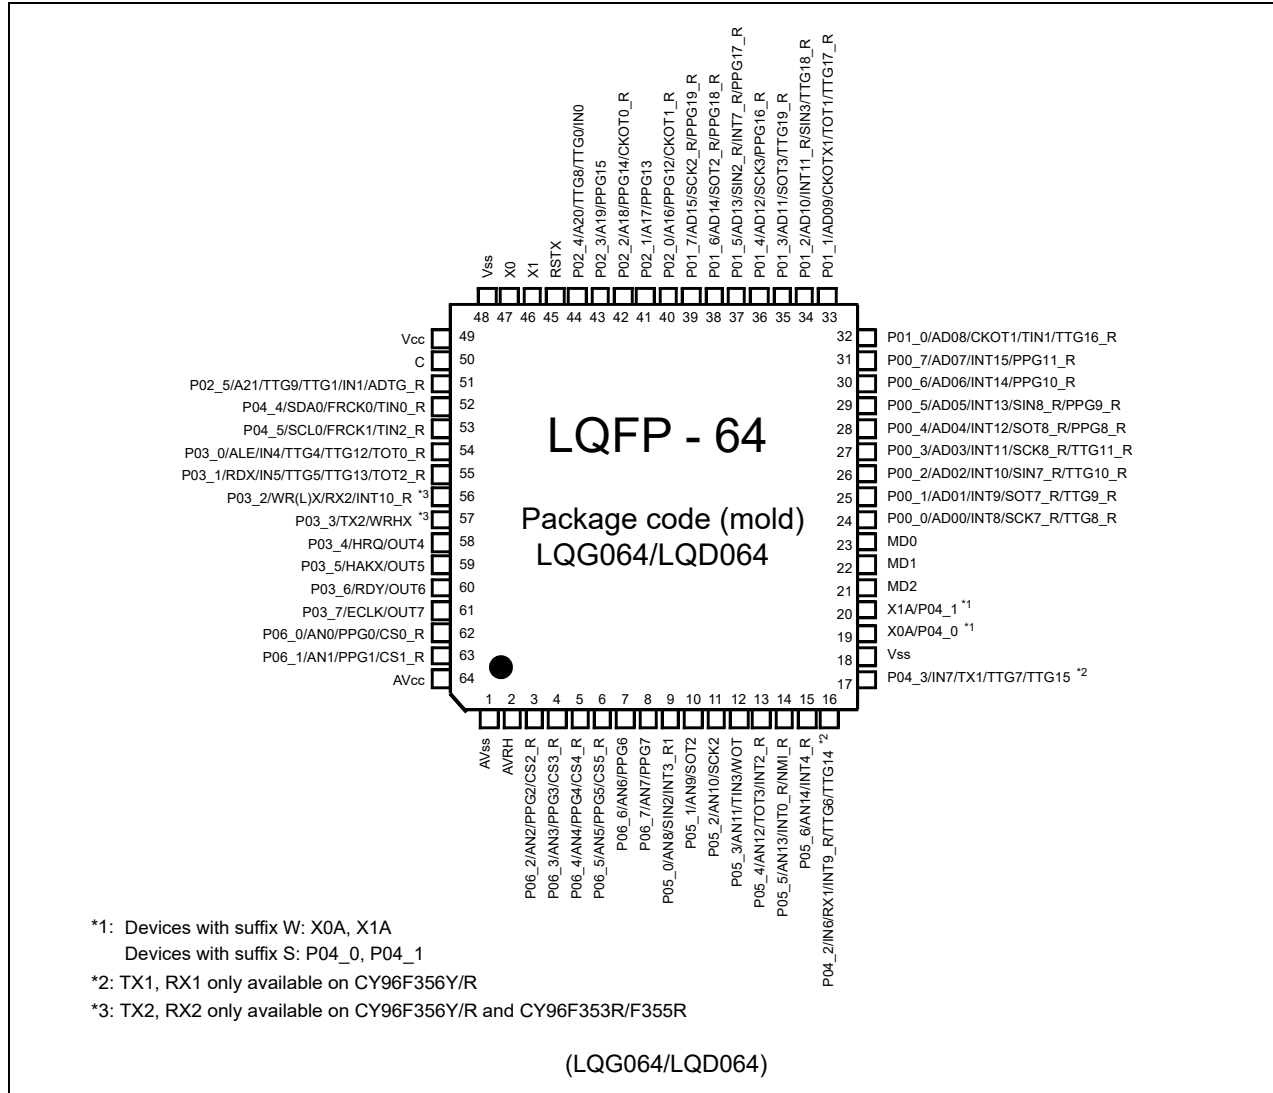 P02_4/A20/TTG8/TTG0/IN0
P02_3/A19/PPG15
P02_2/A18/PPG14/CKOT0_R
P02_1/A17/PPG13
P02_0/A16/PPG12/CKOT1_R
P01_7/AD15/SCK2_R/PPG19_R
P01_6/AD14/SOT2_R/PPG18_R
P01_5/AD13/SIN2_R/INT7_R/PPG17_R
P01_4/AD12/SCK3/PPG16_R
P01_3/AD11/SOT3/TTG19_R
P01_2/AD10/INT11_R/SIN3/TTG18_R
P01_1/AD09/CKOTX1/TOT1/TTG17_R
Vss
X0
X1
RSTX
48 47 46 45 44 43 42 41 40 39 38 37 36 35 34 33
Vcc 49
C 50
P02_5/A21/TTG9/TTG1/IN1/ADTG_R 51
P04_4/SDA0/FRCK0/TIN0_R 52
P04_5/SCL0/FRCK1/TIN2_R 53
P03_0/ALE/IN4/TTG4/TTG12/TOT0_R 54
P03_1/RDX/IN5/TTG5/TTG13/TOT2_R 55
P03_2/WR(L)X/RX2/INT10_R *3 56
P03_3/TX2/WRHX *3 57
P03_4/HRQ/OUT4 58
P03_5/HAKX/OUT5 59
P03_6/RDY/OUT6 60
P03_7/ECLK/OUT7 61
P06_0/AN0/PPG0/CS0_R 62
P06_1/AN1/PPG1/CS1_R 63
AVcc 64
LQFP - 64
Package code (mold)
LQG064/LQD064
32 P01_0/AD08/CKOT1/TIN1/TTG16_R
31 P00_7/AD07/INT15/PPG11_R
30 P00_6/AD06/INT14/PPG10_R
29 P00_5/AD05/INT13/SIN8_R/PPG9_R
28 P00_4/AD04/INT12/SOT8_R/PPG8_R
27 P00_3/AD03/INT11/SCK8_R/TTG11_R
26 P00_2/AD02/INT10/SIN7_R/TTG10_R
25 P00_1/AD01/INT9/SOT7_R/TTG9_R
24 P00_0/AD00/INT8/SCK7_R/TTG8_R
23 MD0
22 MD1
21 MD2
20 X1A/P04_1 *1
19 X0A/P04_0 *1
18 Vss
17 P04_3/IN7/TX1/TTG7/TTG15 *2
1 2 3 4 5 6 7 8 9 10 11 12 13 14 15 16
AVss
AVRH
P06_2/AN2/PPG2/CS2_R
P06_3/AN3/PPG3/CS3_R
P06_4/AN4/PPG4/CS4_R
P06_5/AN5/PPG5/CS5_R
P06_6/AN6/PPG6
P06_7/AN7/PPG7
P05_0/AN8/SIN2/INT3_R1
P05_1/AN9/SOT2
P05_2/AN10/SCK2
P05_3/AN11/TIN3/WOT
P05_4/AN12/TOT3/INT2_R
P05_5/AN13/INT0_R/NMI_R
P05_6/AN14/INT4_R
P04_2/IN6/RX1/INT9_R/TTG6/TTG14 *2
*1: Devices with suffix W: X0A, X1A
Devices with suffix S: P04_0, P04_1
*2: TX1, RX1 only available on CY96F356Y/R
*3: TX2, RX2 only available on CY96F356Y/R and CY96F353R/F355R
(LQG064/LQD064)